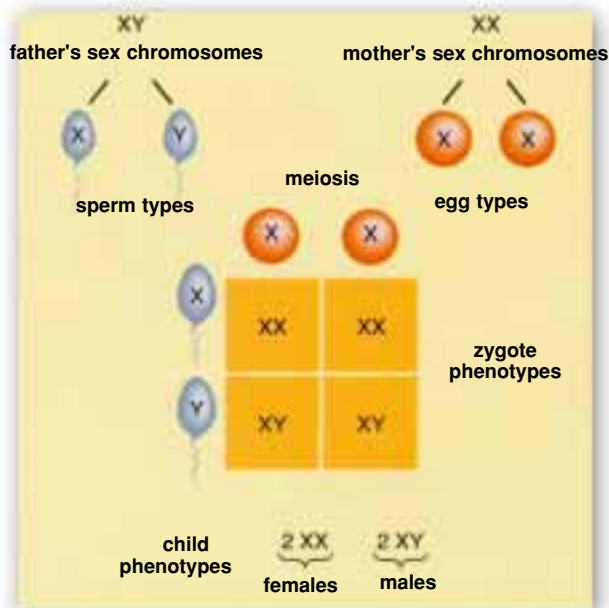 XY
father's sex chromosomes
XX
mother's sex chromosomes
X
Y
X
X
sperm types
meiosis
egg types
X
X
X
XX
XX
zygote
phenotypes
Y
XY
XY
child
phenotypes
2 XX
2 XY
females
males